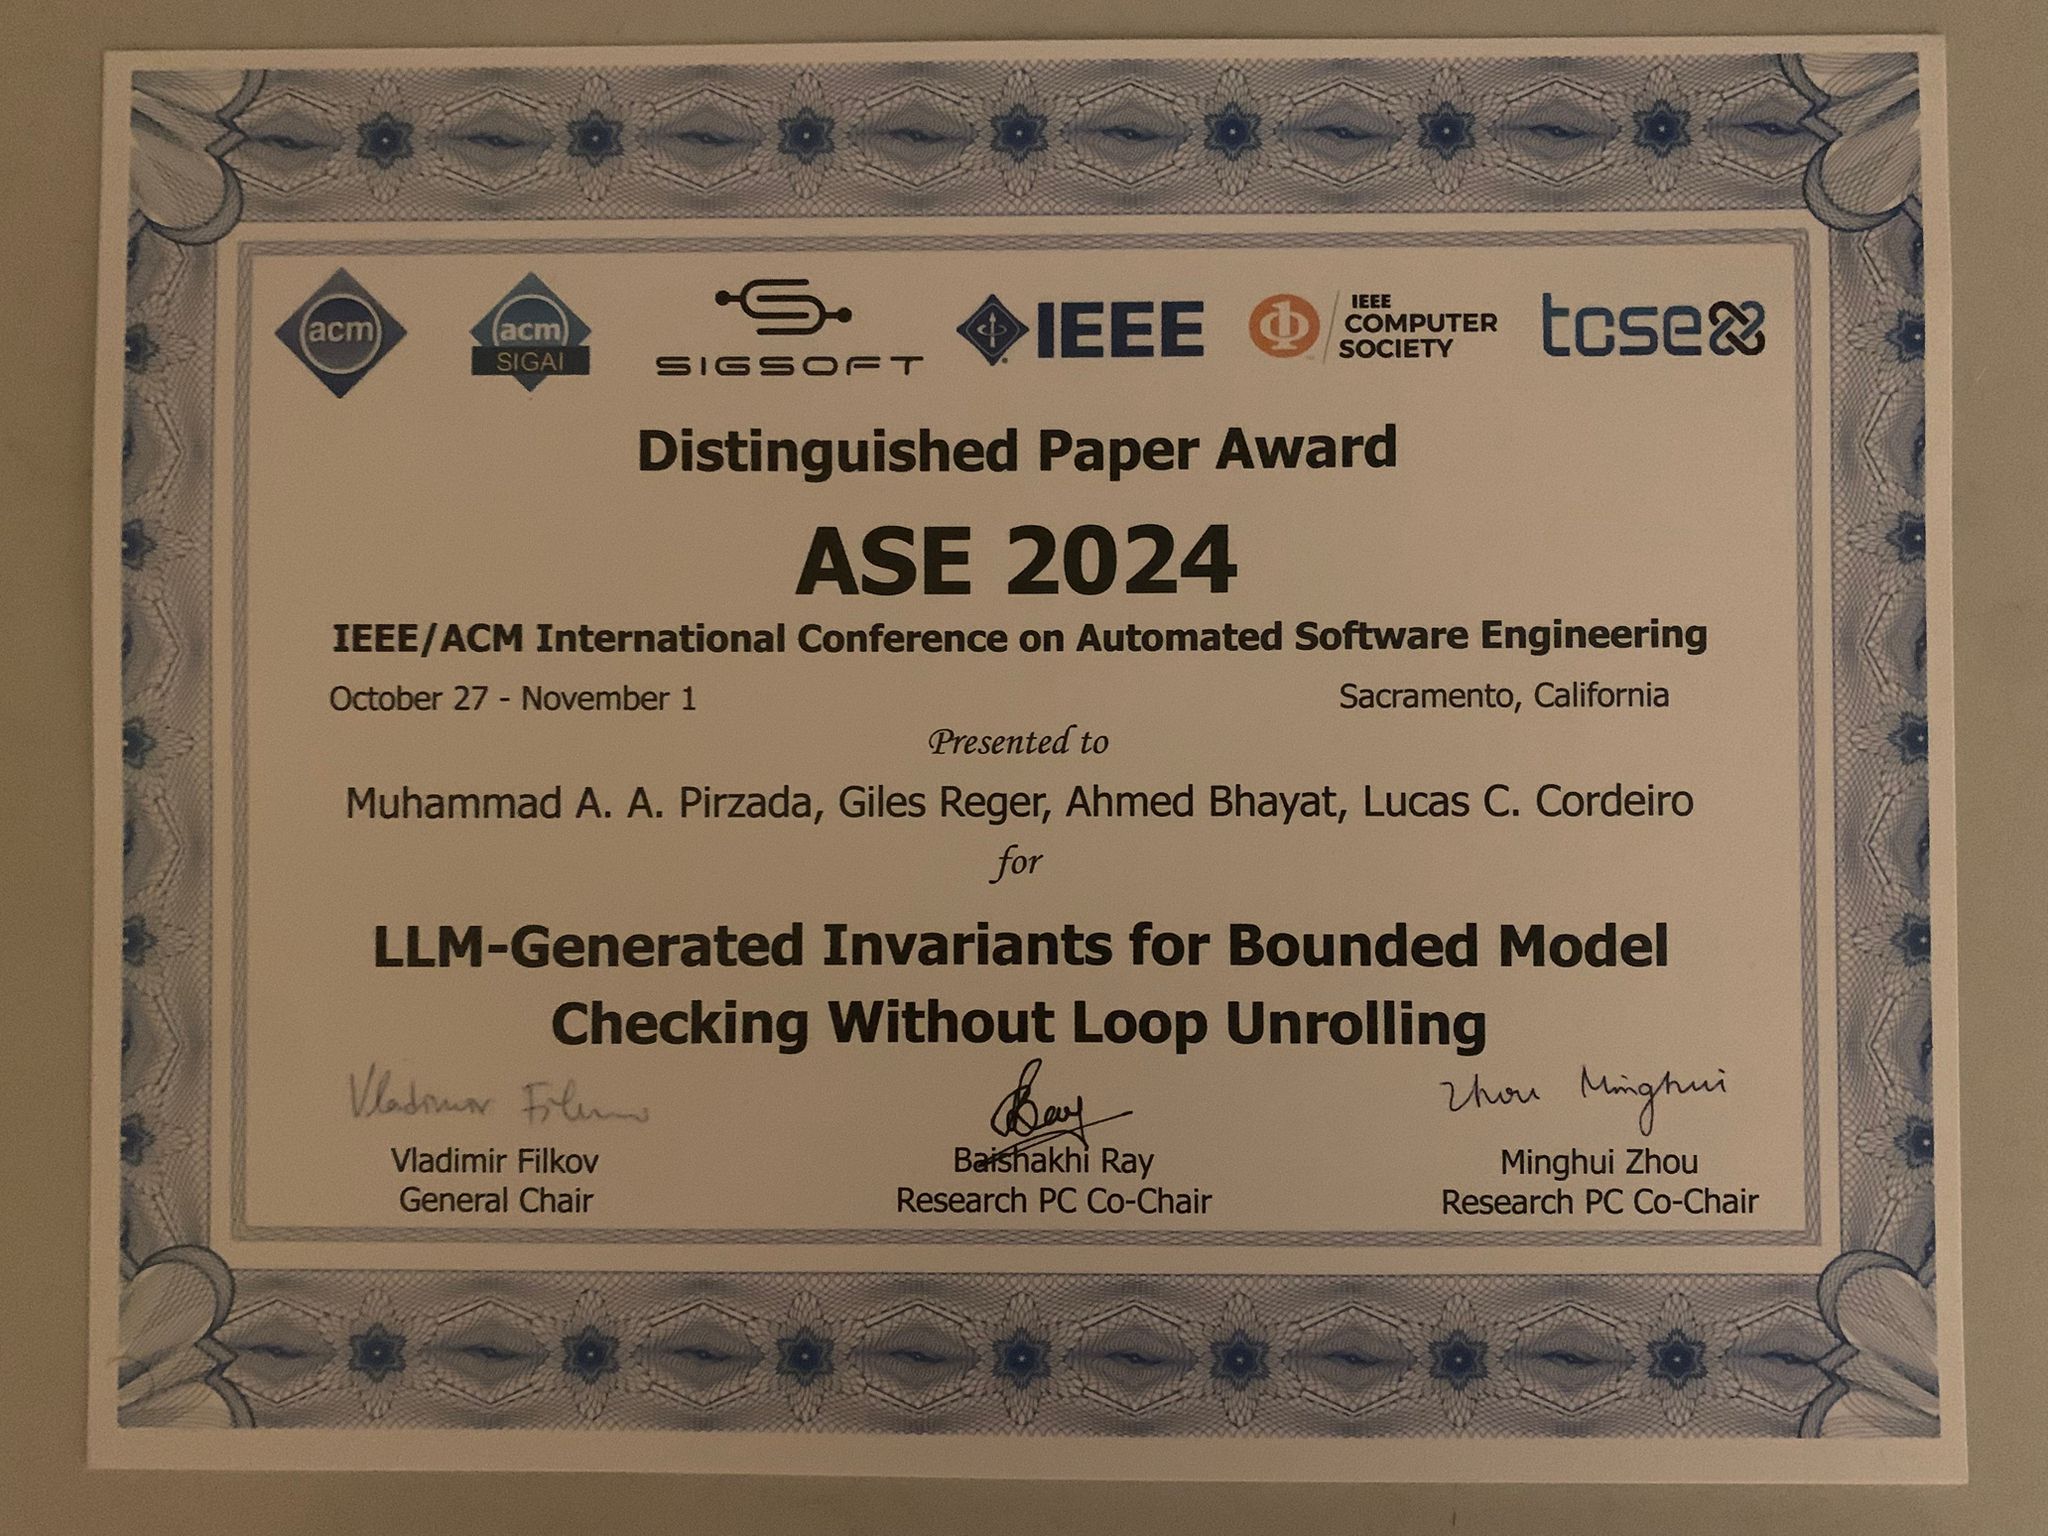 acm
acm
SIGAI
SIGSOFT
IEEE
IEEE
COMPUTER
SOCIETY
tcse
Distinguished Paper Award
ASE 2024
IEEE/ACM International Conference on Automated Software Engineering
October 27 - November 1
Sacramento, California
Presented to
Muhammad A. A. Pirzada, Giles Reger, Ahmed Bhayat, Lucas C. Cordeiro
for
LLM-Generated Invariants for Bounded Model
Checking Without Loop Unrolling
Vladimir Filkov
BRay
Zhou Minghui
Vladimir Filkov
General Chair
Baishakhi Ray
Research PC Co-Chair
Minghui Zhou
Research PC Co-Chair